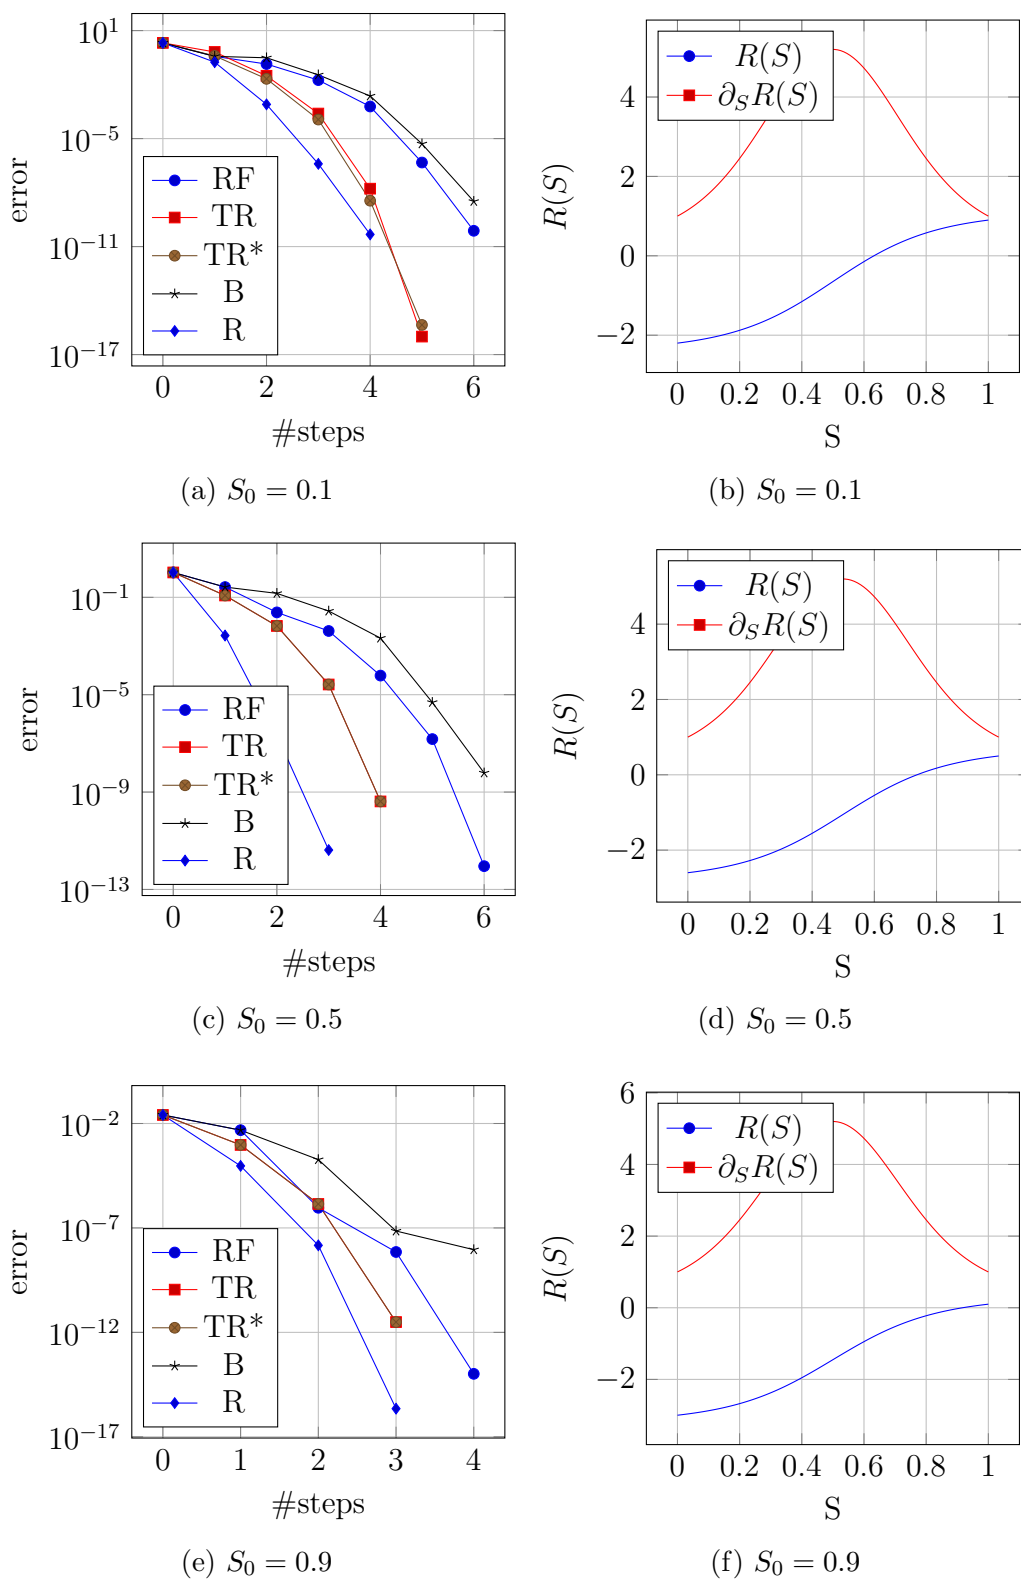 10^1
10^−5
10^−11
10^−17
error
RF
TR
TR*
B
R
0 2 4 6
#steps
(a) S_0 = 0.1
4
2
0
−2
R(S)
R(S)
∂_S R(S)
0 0.2 0.4 0.6 0.8 1
S
(b) S_0 = 0.1
10^−1
10^−5
10^−9
10^−13
error
RF
TR
TR*
B
R
0 2 4 6
#steps
(c) S_0 = 0.5
4
2
0
−2
R(S)
R(S)
∂_S R(S)
0 0.2 0.4 0.6 0.8 1
S
(d) S_0 = 0.5
10^−2
10^−7
10^−12
10^−17
error
RF
TR
TR*
B
R
0 1 2 3 4
#steps
(e) S_0 = 0.9
6
4
2
0
−2
R(S)
R(S)
∂_S R(S)
0 0.2 0.4 0.6 0.8 1
S
(f) S_0 = 0.9